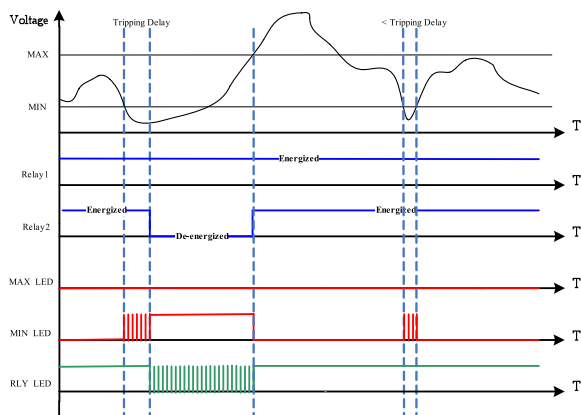 Voltage
Tripping Delay
< Tripping Delay
MAX
MIN
T
Energized
Relay1
T
Energized
Energized
Relay2
De-energized
T
MAX LED
T
MIN LED
T
RLY LED
T